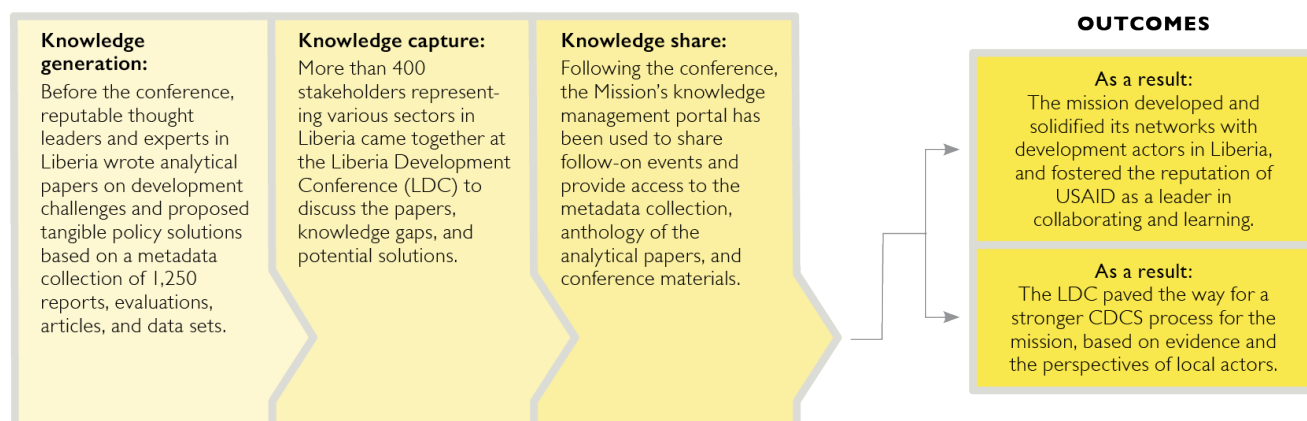 Knowledge
generation:
Before the conference,
reputable thought
leaders and experts in
Liberia wrote analytical
papers on development
challenges and proposed
tangible policy solutions
based on a metadata
collection of 1,250
reports, evaluations,
articles, and data sets.
Knowledge capture:
More than 400
stakeholders represent-
ing various sectors in
Liberia came together at
the Liberia Development
Conference (LDC) to
discuss the papers,
knowledge gaps, and
potential solutions.
Knowledge share:
Following the conference,
the Mission’s knowledge
management portal has
been used to share
follow-on events and
provide access to the
metadata collection,
anthology of the
analytical papers, and
conference materials.
OUTCOMES
As a result:
The mission developed and
solidified its networks with
development actors in Liberia,
and fostered the reputation of
USAID as a leader in
collaborating and learning.
As a result:
The LDC paved the way for a
stronger CDCS process for the
mission, based on evidence and
the perspectives of local actors.